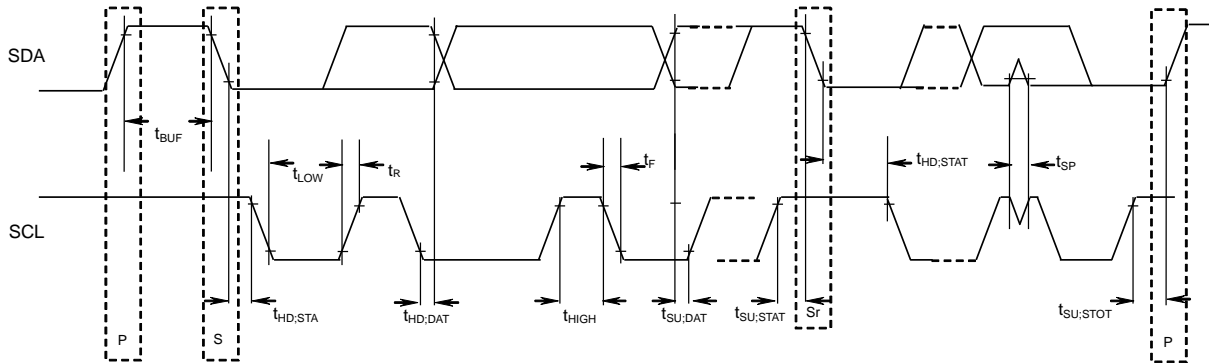 SDA
tBUF
tLOW
tR
tF
tHD;STAT
tSP
SCL
tHD;STA
tHD;DAT
tHIGH
tSU;DAT
tSU;STAT
Sr
tSU;STOT
P
S
P